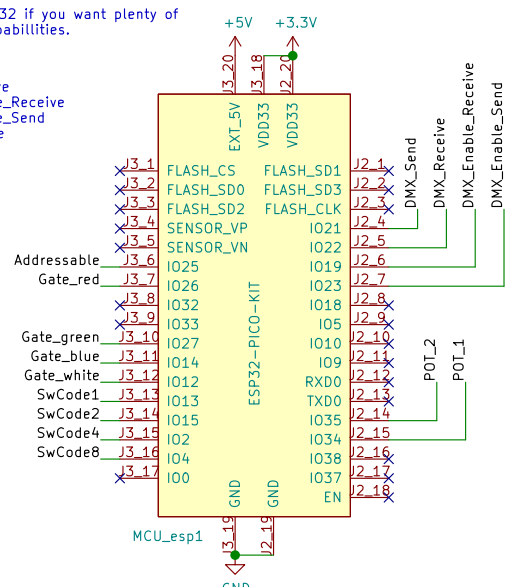 32 if you want plenty of
abillities.
e_Receive
e_Send
+5V
+3.3V
J3_20
J3_18
J2_20
EXT_5V
VDD33
VDD33
DMX_Send
DMX_Receive
DMX_Enable_Receive
DMX_Enable_Send
J3_1 FLASH_CS FLASH_SD1 J2_1
J3_2 FLASH_SD0 FLASH_SD3 J2_2
J3_3 FLASH_SD2 FLASH_CLK J2_3
J3_4 SENSOR_VP IO21 J2_4
J3_5 SENSOR_VN IO22 J2_5
Addressable J3_6 IO25 IO19 J2_6
Gate_red J3_7 IO26 IO23 J2_7
J3_8 IO32 IO18 J2_8
J3_9 IO33 IO5 J2_9
Gate_green J3_10 IO27 IO10 J2_10
Gate_blue J3_11 IO14 IO9 J2_11
Gate_white J3_12 IO12 RXD0 J2_12
SwCode1 J3_13 IO13 TXD0 J2_13
SwCode2 J3_14 IO15 IO35 J2_14
SwCode4 J3_15 IO2 IO34 J2_15
SwCode8 J3_16 IO4 IO38 J2_16
J3_17 IO0 IO37 J2_17
EN J2_18
ESP32-PICO-KIT
POT_2
POT_1
GND
GND
J3_19
J2_19
MCU_esp1
GND